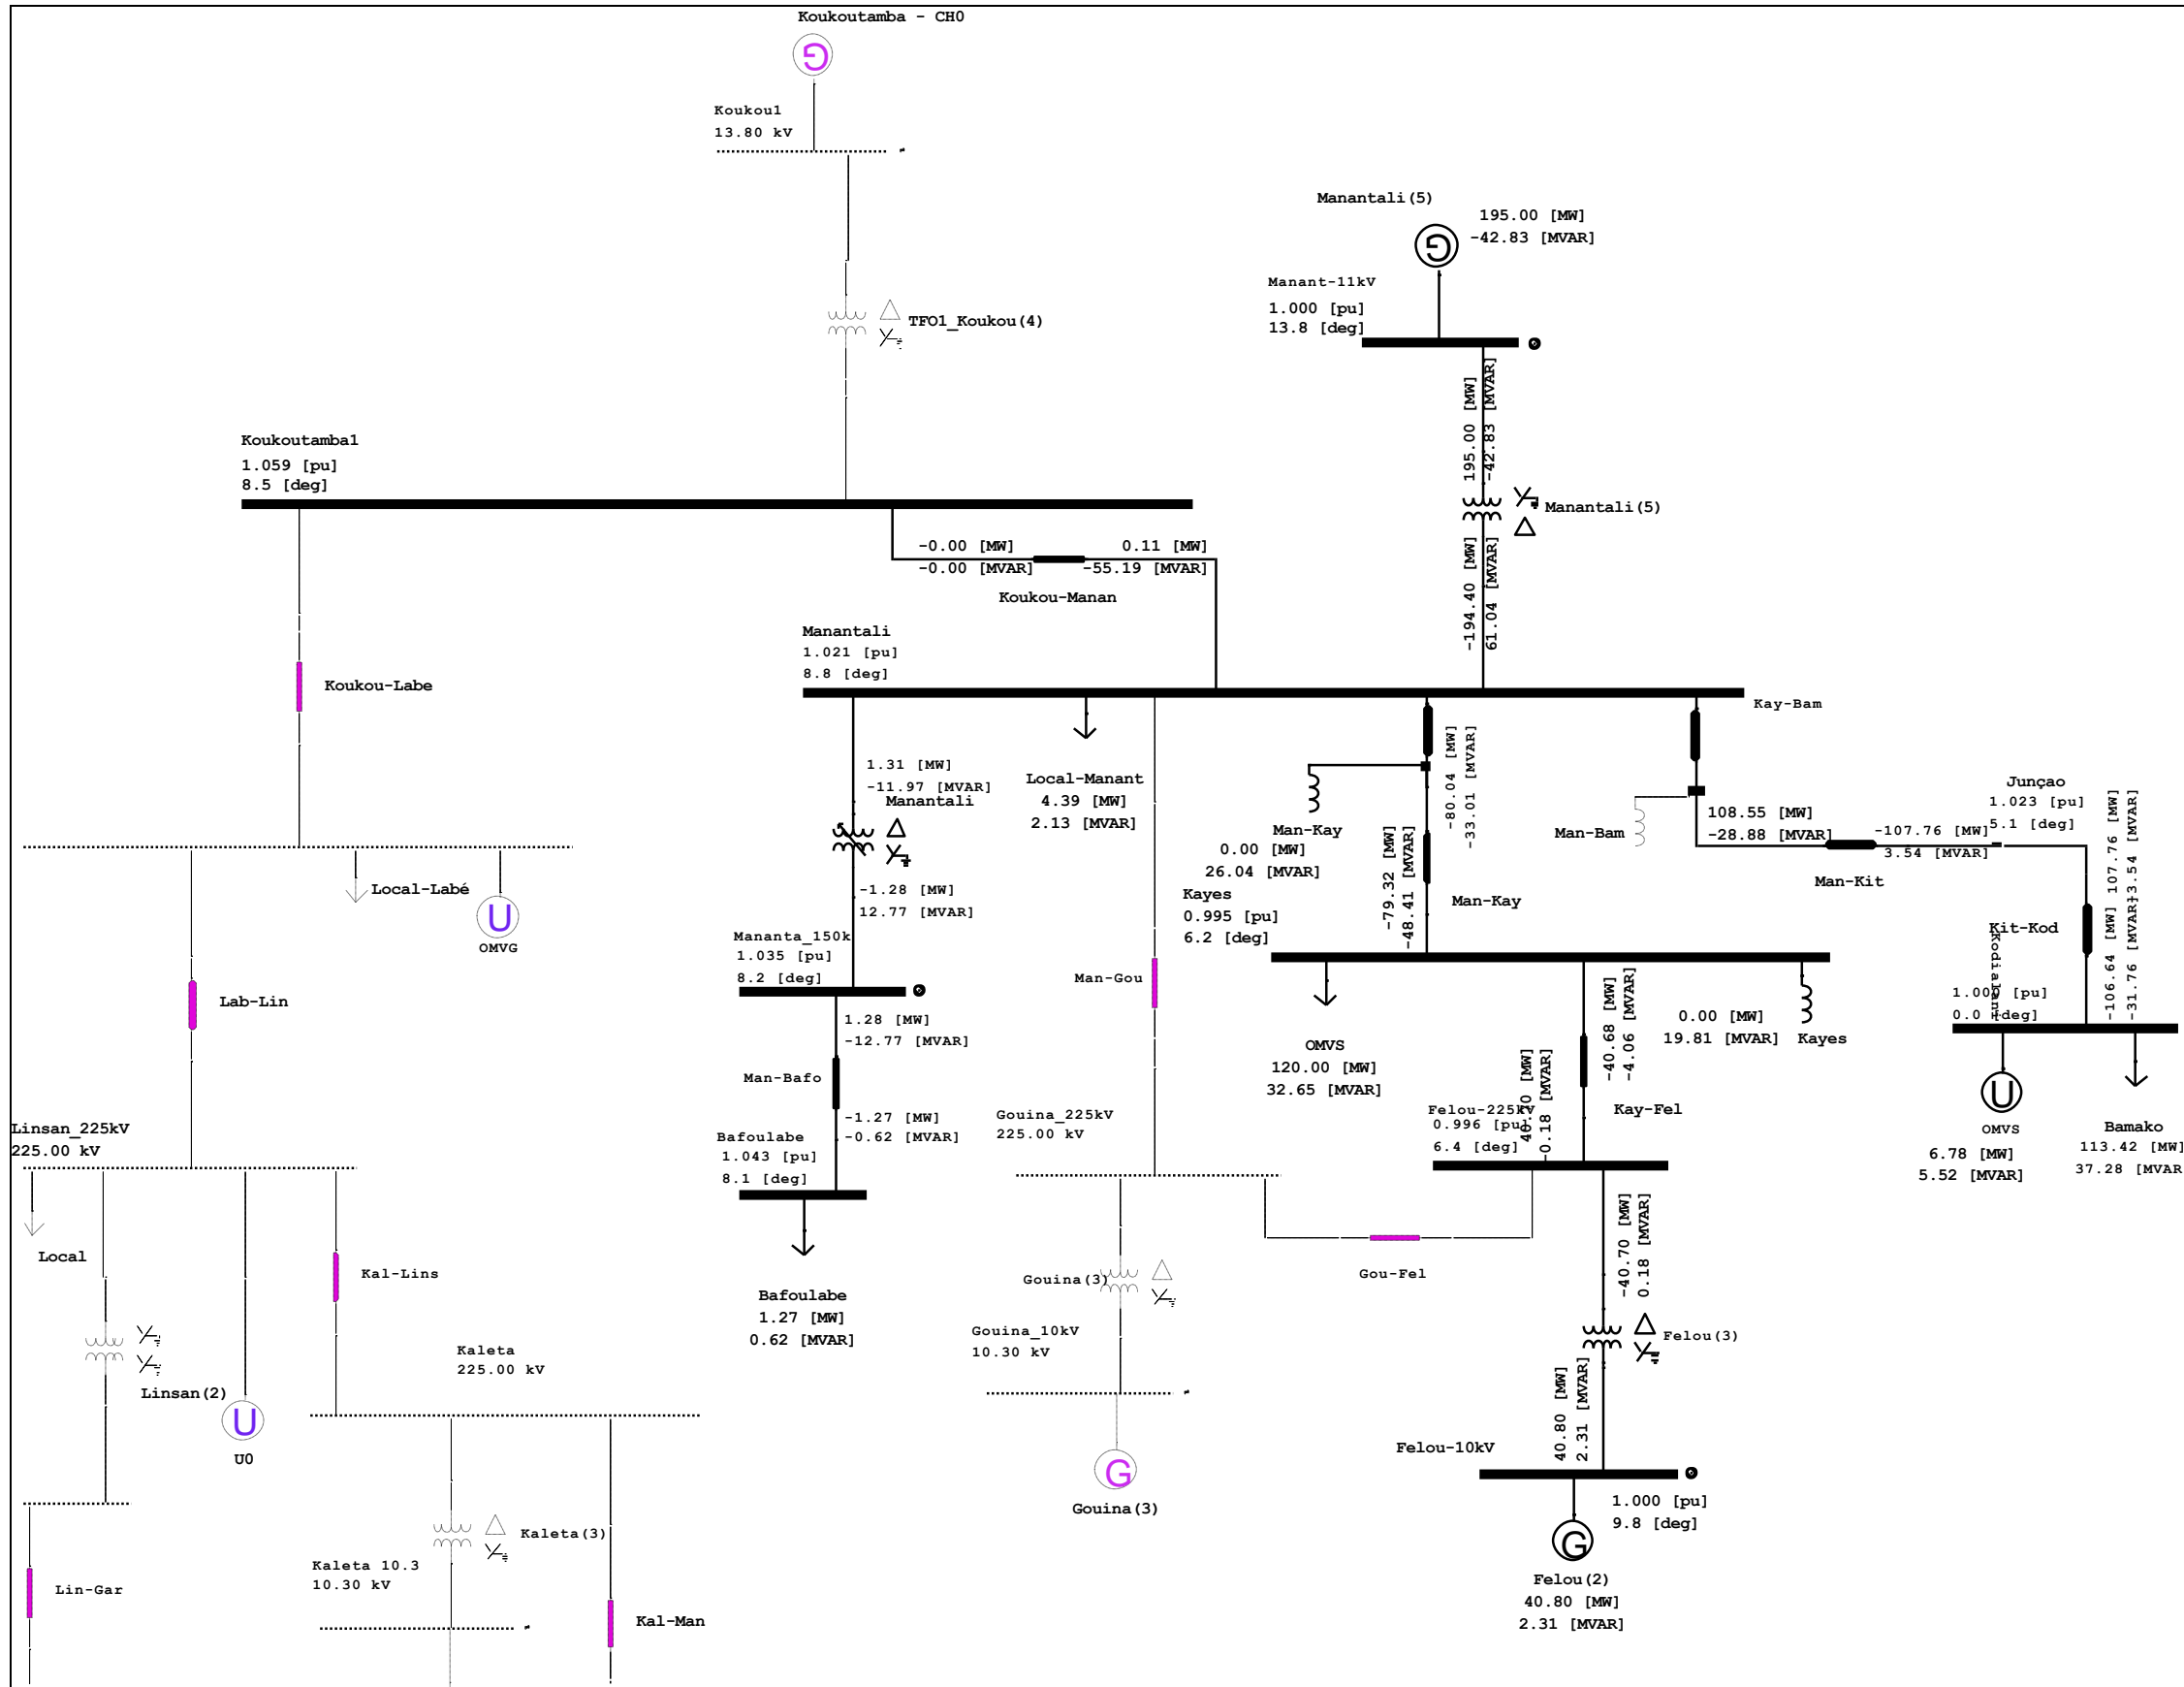 Koukoutamba - CH0
G
Koukou1
13.80 kV
TFO1_Koukou(4)
Manantali(5)
195.00 [MW]
-42.83 [MVAR]
G
Manant-11kV
1.000 [pu]
13.8 [deg]
195.00 [MW]
-42.83 [MVAR]
Manantali(5)
-194.40 [MW]
61.04 [MVAR]
Koukoutamba1
1.059 [pu]
8.5 [deg]
-0.00 [MW]
-0.00 [MVAR]
0.11 [MW]
-55.19 [MVAR]
Koukou-Manan
Koukou-Labe
Manantali
1.021 [pu]
8.8 [deg]
Kay-Bam
1.31 [MW]
-11.97 [MVAR]
Manantali
-1.28 [MW]
12.77 [MVAR]
Local-Manant
4.39 [MW]
2.13 [MVAR]
Man-Kay
0.00 [MW]
26.04 [MVAR]
-80.04 [MW]
-33.01 [MVAR]
-79.32 [MW]
-48.41 [MVAR]
Man-Kay
Man-Bam
108.55 [MW]
-28.88 [MVAR]
-107.76 [MW]
3.54 [MVAR]
Man-Kit
Junçao
1.023 [pu]
5.1 [deg]
107.76 [MW]
-3.54 [MVAR]
Kit-Kod
-106.64 [MW]
-31.76 [MVAR]
1.000 [pu]
0.0 [deg]
U
OMVS
6.78 [MW]
5.52 [MVAR]
Bamako
113.42 [MW]
37.28 [MVAR
Local-Labé
U
OMVG
Lab-Lin
Mananta_150k
1.035 [pu]
8.2 [deg]
1.28 [MW]
-12.77 [MVAR]
Man-Bafo
-1.27 [MW]
-0.62 [MVAR]
Bafoulabe
1.043 [pu]
8.1 [deg]
Bafoulabe
1.27 [MW]
0.62 [MVAR]
Man-Gou
Kayes
0.995 [pu]
6.2 [deg]
OMVS
120.00 [MW]
32.65 [MVAR]
-40.68 [MW]
-4.06 [MVAR]
0.00 [MW]
19.81 [MVAR]
Kayes
Kay-Fel
40.70 [MW]
-0.18 [MVAR]
Felou-225kV
0.996 [pu]
6.4 [deg]
Gouina_225kV
225.00 kV
Gou-Fel
Gouina(3)
Gouina_10kV
10.30 kV
G
Gouina(3)
-40.70 [MW]
0.18 [MVAR]
Felou(3)
40.80 [MW]
2.31 [MVAR]
Felou-10kV
1.000 [pu]
9.8 [deg]
G
Felou(2)
40.80 [MW]
2.31 [MVAR]
Linsan_225kV
225.00 kV
Local
Linsan(2)
U
U0
Kal-Lins
Kaleta
225.00 kV
Kaleta(3)
Kaleta 10.3
10.30 kV
Lin-Gar
Kal-Man